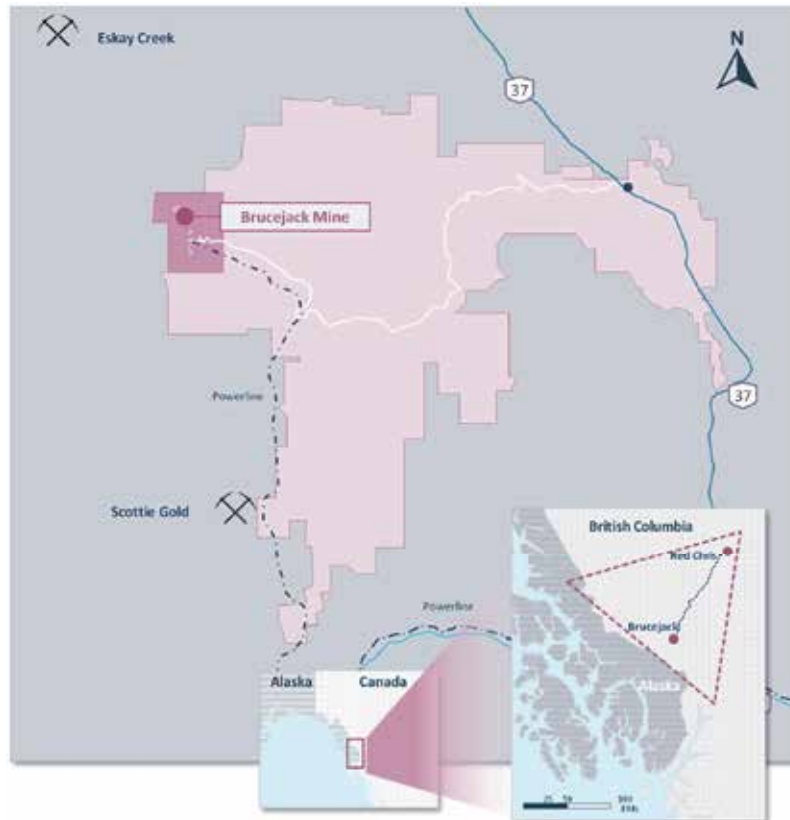 Eskay Creek
N
37
Brucejack Mine
Powerline
37
Scottie Gold
British Columbia
Red Chris
Brucejack
Powerline
Alaska
Canada
Alaska